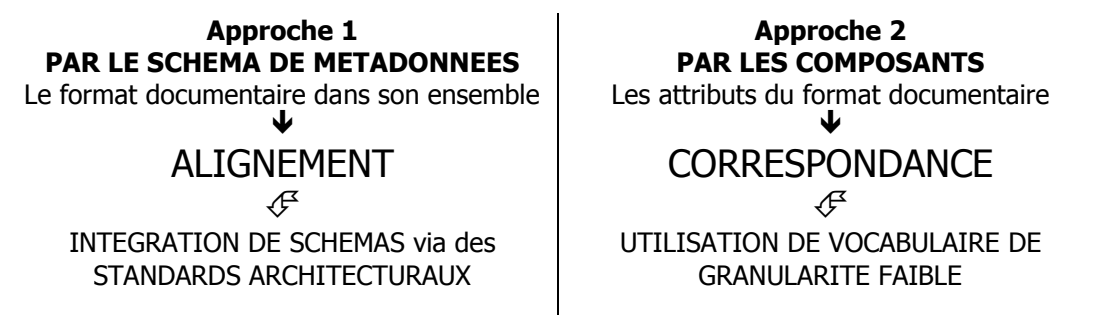 Approche 1
PAR LE SCHEMA DE METADONNEES
Le format documentaire dans son ensemble
ALIGNEMENT
INTEGRATION DE SCHEMAS via des
STANDARDS ARCHITECTURAUX
Approche 2
PAR LES COMPOSANTS
Les attributs du format documentaire
CORRESPONDANCE
UTILISATION DE VOCABULAIRE DE
GRANULARITE FAIBLE